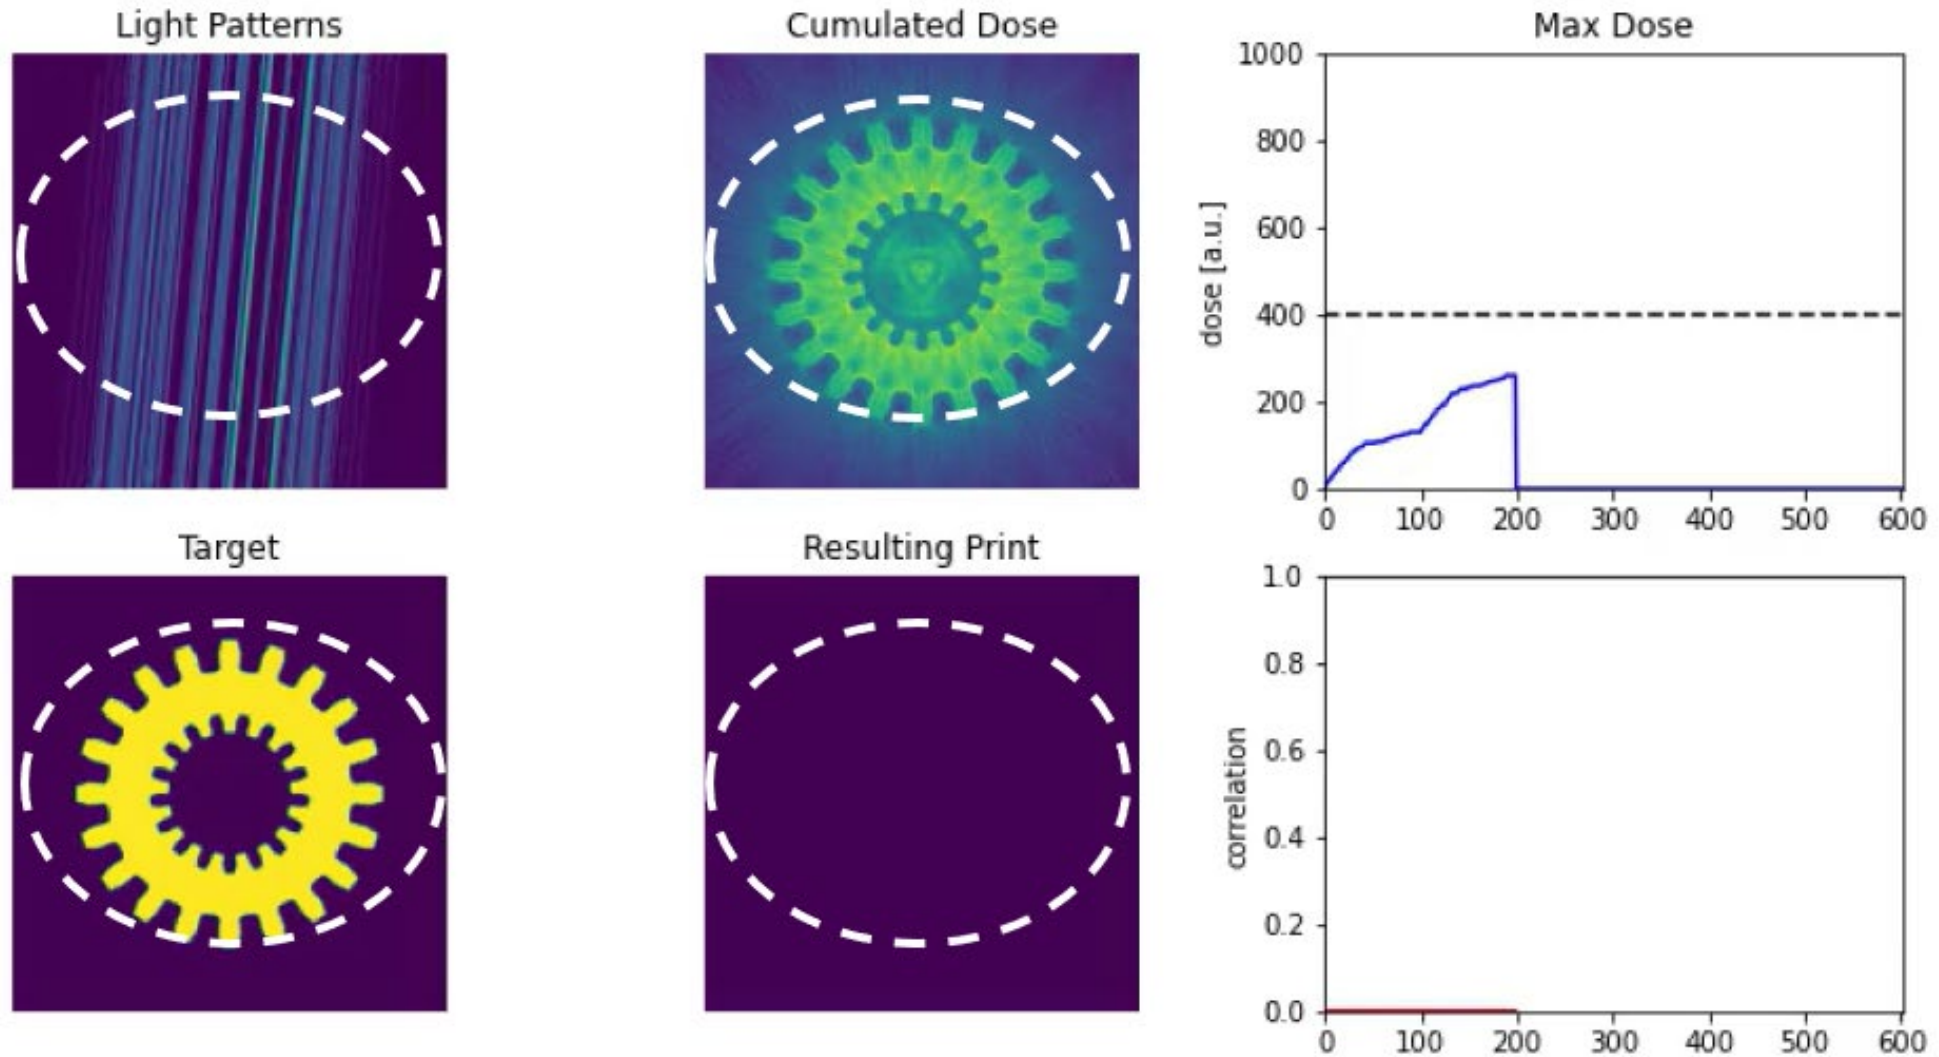 Light Patterns
Cumulated Dose
Max Dose
1000
800
600
400
200
0
dose [a.u.]
0 100 200 300 400 500 600
Target
Resulting Print
1.0
0.8
0.6
0.4
0.2
0.0
correlation
0 100 200 300 400 500 600